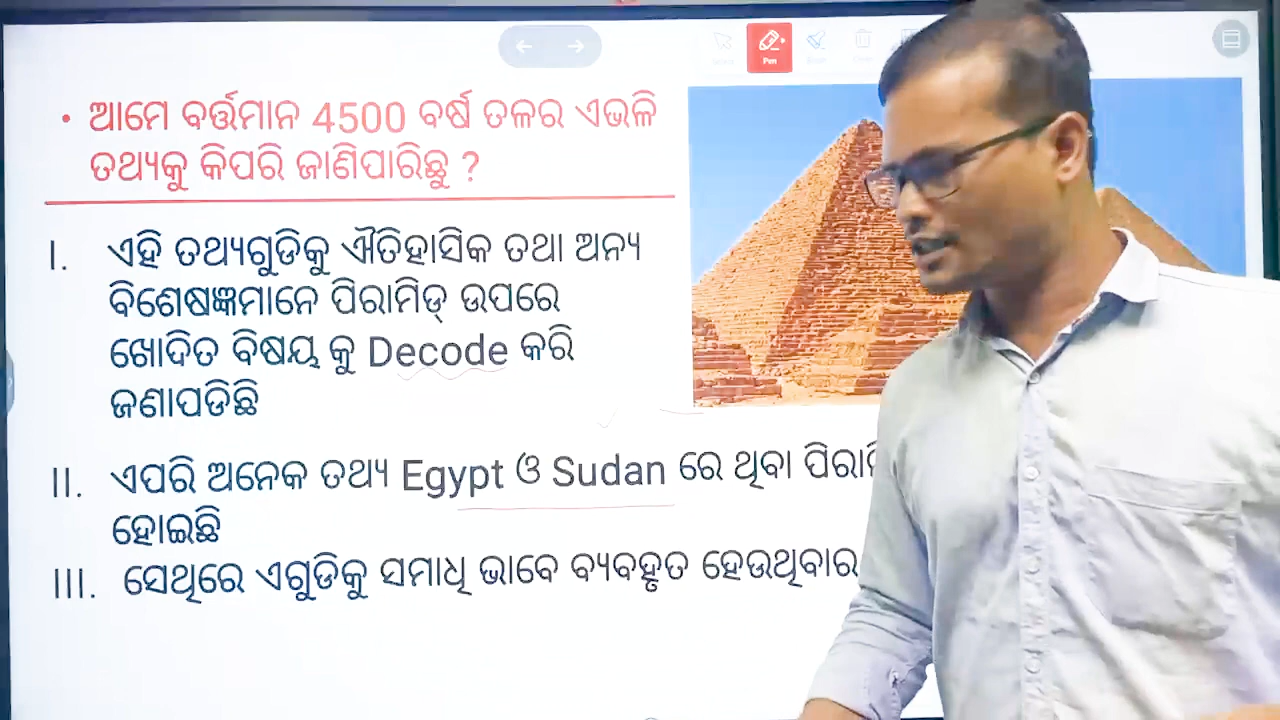 Pen
• ଆମେ ବର୍ତ୍ତମାନ 4500 ବର୍ଷ ତଳର ଏଭଳି
ତଥ୍ୟକୁ କିପରି ଜାଣିପାରିଛୁ ?
I. ଏହି ତଥ୍ୟଗୁଡିକୁ ଐତିହାସିକ ତଥା ଅନ୍ୟ
ବିଶେଷଜ୍ଞମାନେ ପିରାମିଡ୍ ଉପରେ
ଖୋଦିତ ବିଷୟ କୁ Decode କରି
ଜଣାପଡିଛି
II. ଏପରି ଅନେକ ତଥ୍ୟ Egypt ଓ Sudan ରେ ଥିବା
ହୋଇଛି
III. ସେଥିରେ ଏଗୁଡିକୁ ସମାଧି ଭାବେ ବ୍ୟବହୃତ ହେଉଥିବାର